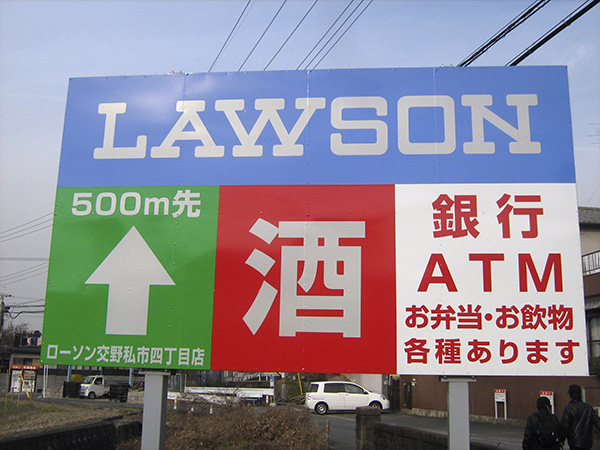 LAWSON
500m先
ローソン交野私市四丁目店
酒
銀行
ATM
お弁当・お飲物
各種あります